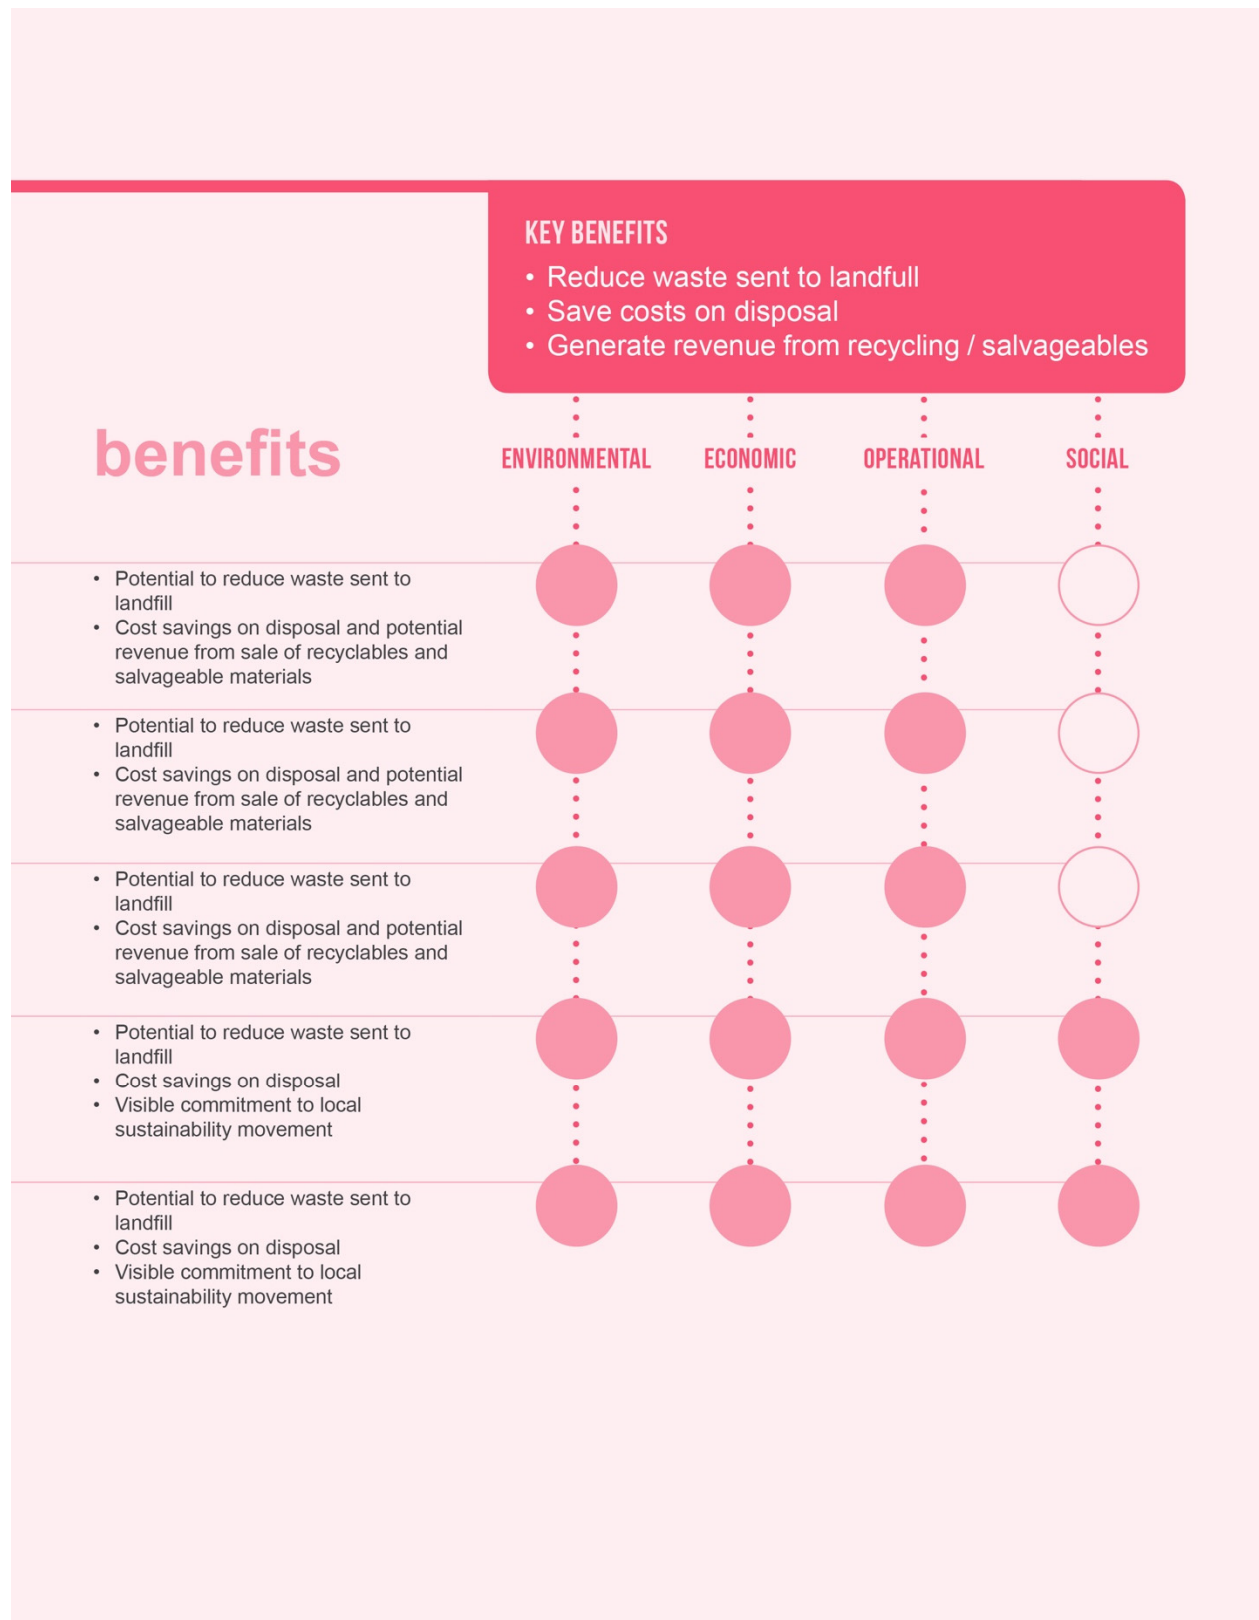 KEY BENEFITS
• Reduce waste sent to landfull
• Save costs on disposal
• Generate revenue from recycling / salvageables
benefits
ENVIRONMENTAL ECONOMIC OPERATIONAL SOCIAL
• Potential to reduce waste sent to
landfill
• Cost savings on disposal and potential
revenue from sale of recyclables and
salvageable materials
• Potential to reduce waste sent to
landfill
• Cost savings on disposal and potential
revenue from sale of recyclables and
salvageable materials
• Potential to reduce waste sent to
landfill
• Cost savings on disposal and potential
revenue from sale of recyclables and
salvageable materials
• Potential to reduce waste sent to
landfill
• Cost savings on disposal
• Visible commitment to local
sustainability movement
• Potential to reduce waste sent to
landfill
• Cost savings on disposal
• Visible commitment to local
sustainability movement